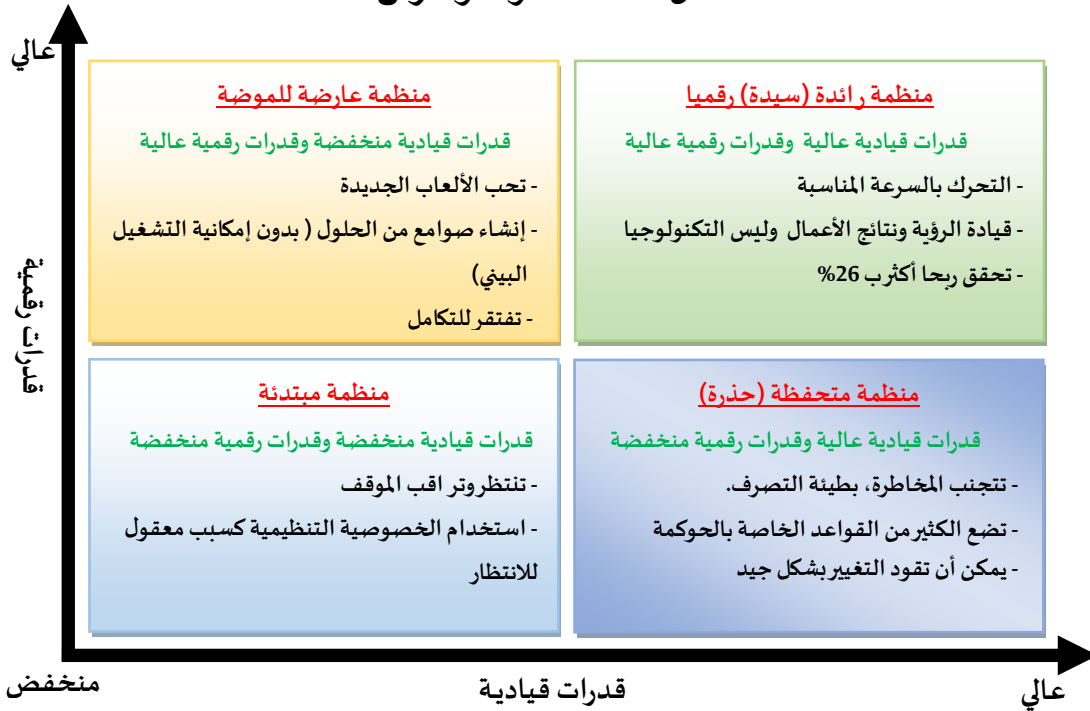 عالي
منظمة رائدة (سيدة) رقميا
قدرات قيادية عالية وقدرات رقمية عالية
- التحرك بالسرعة المناسبة
- قيادة الرؤية ونتائج الأعمال وليس التكنولوجيا
- تحقق ربحا أكثر ب 26%
منظمة عارضة للموضة
قدرات قيادية منخفضة وقدرات رقمية عالية
- تحب الألعاب الجديدة
- إنشاء صوامع من الحلول ( بدون إمكانية التشغيل
البيني)
- تفتقر للتكامل
قدرات رقمية
منظمة متحفظة (حذرة)
قدرات قيادية عالية وقدرات رقمية منخفضة
- تتجنب المخاطرة، بطيئة التصرف.
- تضع الكثير من القواعد الخاصة بالحوكمة
- يمكن أن تقود التغيير بشكل جيد
منظمة مبتدئة
قدرات قيادية منخفضة وقدرات رقمية منخفضة
- تنتظر وتراقب الموقف
- استخدام الخصوصية التنظيمية كسبب معقول
للانتظار
عالي
قدرات قيادية
منخفض